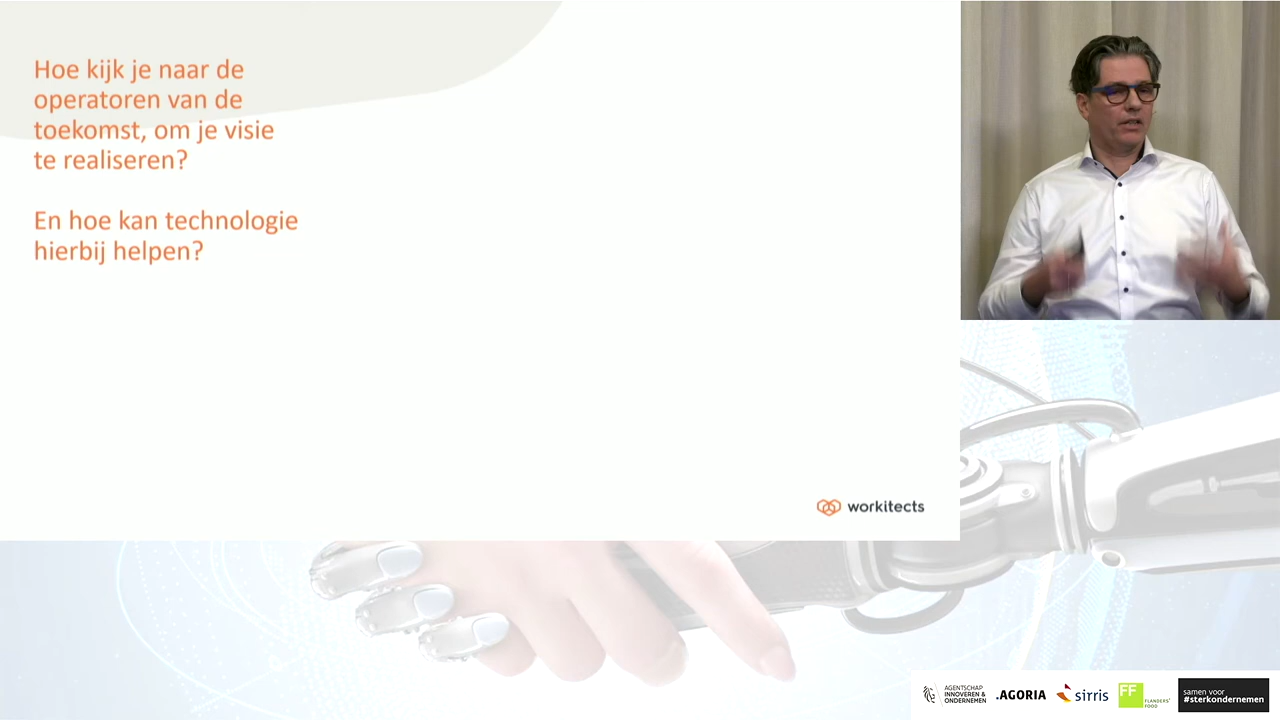 Hoe kijk je naar de
operatoren van de
toekomst, om je visie
te realiseren?
En hoe kan technologie
hierbij helpen?
workitects
AGENTSCHAP
INNOVEREN &
ONDERNEMEN
.AGORIA
sirris
FF
FLANDERS'
FOOD
samen voor
#sterkondernemen